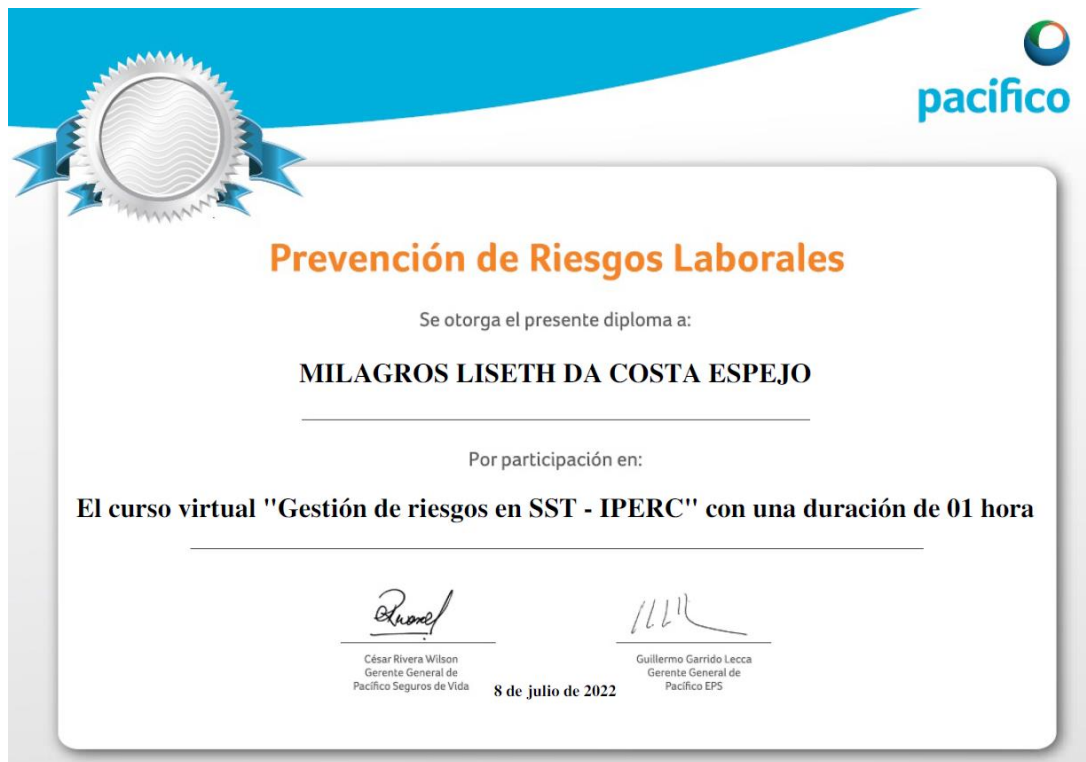 pacifico
Prevención de Riesgos Laborales
Se otorga el presente diploma a:
MILAGROS LISETH DA COSTA ESPEJO
Por participación en:
El curso virtual "Gestión de riesgos en SST - IPERC" con una duración de 01 hora
César Rivera Wilson
Gerente General de
Pacífico Seguros de Vida
8 de julio de 2022
Guillermo Garrido Lecca
Gerente General de
Pacífico EPS